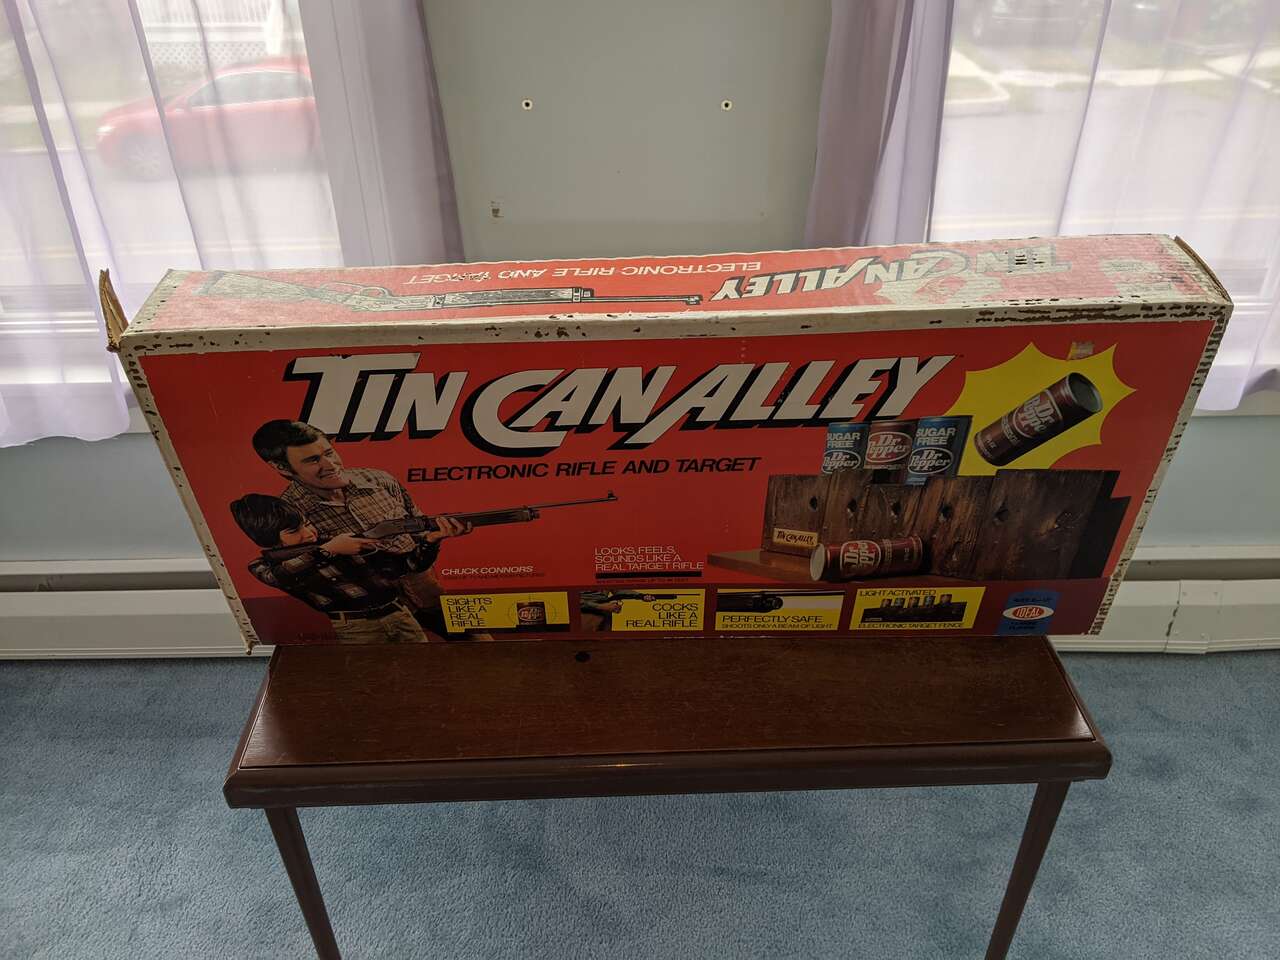 TIN CAN ALLEY
ELECTRONIC RIFLE AND TARGET
TIN CAN ALLEY
ELECTRONIC RIFLE AND TARGET
SUGAR
FREE
Dr
Pepper
Dr
Pepper
SUGAR
FREE
Dr
Pepper
Dr
Pepper
TIN CAN ALLEY
Dr
Pepper
CHUCK CONNORS
LOOKS, FEELS,
SOUNDS LIKE A
REAL TARGET RIFLE
SIGHTS
LIKE A
REAL
RIFLE
COCKS
LIKE A
REAL RIFLE
PERFECTLY SAFE
SHOOTS ONLY A BEAM OF LIGHT
LIGHT ACTIVATED
ELECTRONIC TARGET FENCE
IDEAL